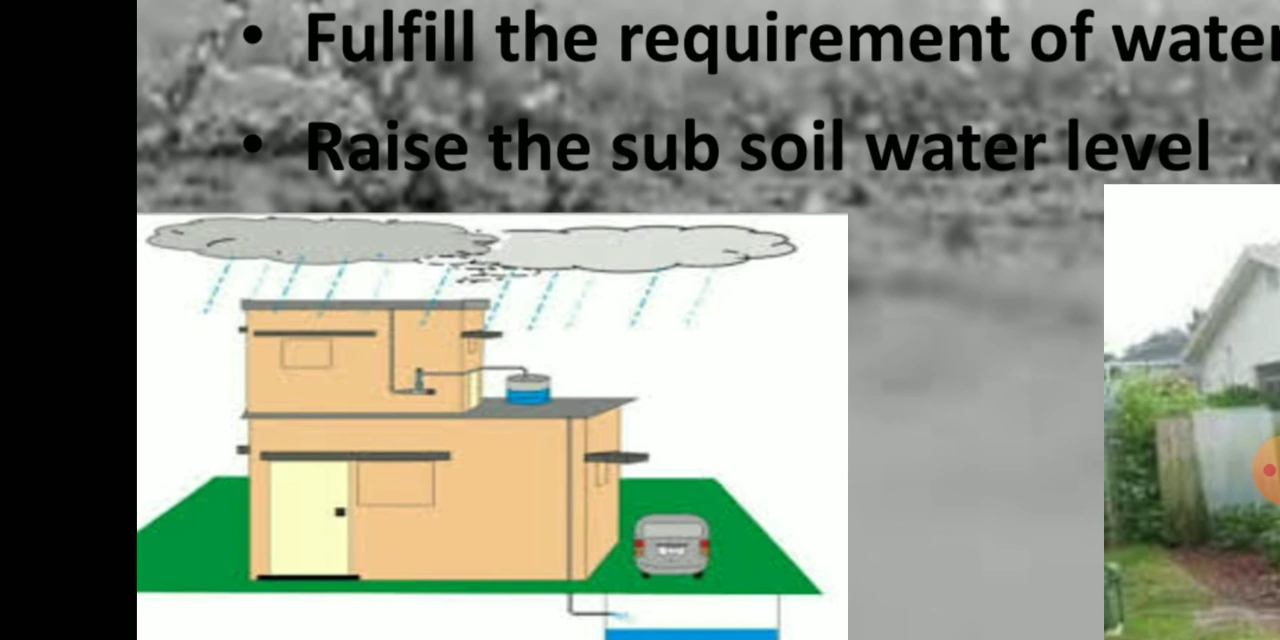 • Fulfill the requirement of water
• Raise the sub soil water level